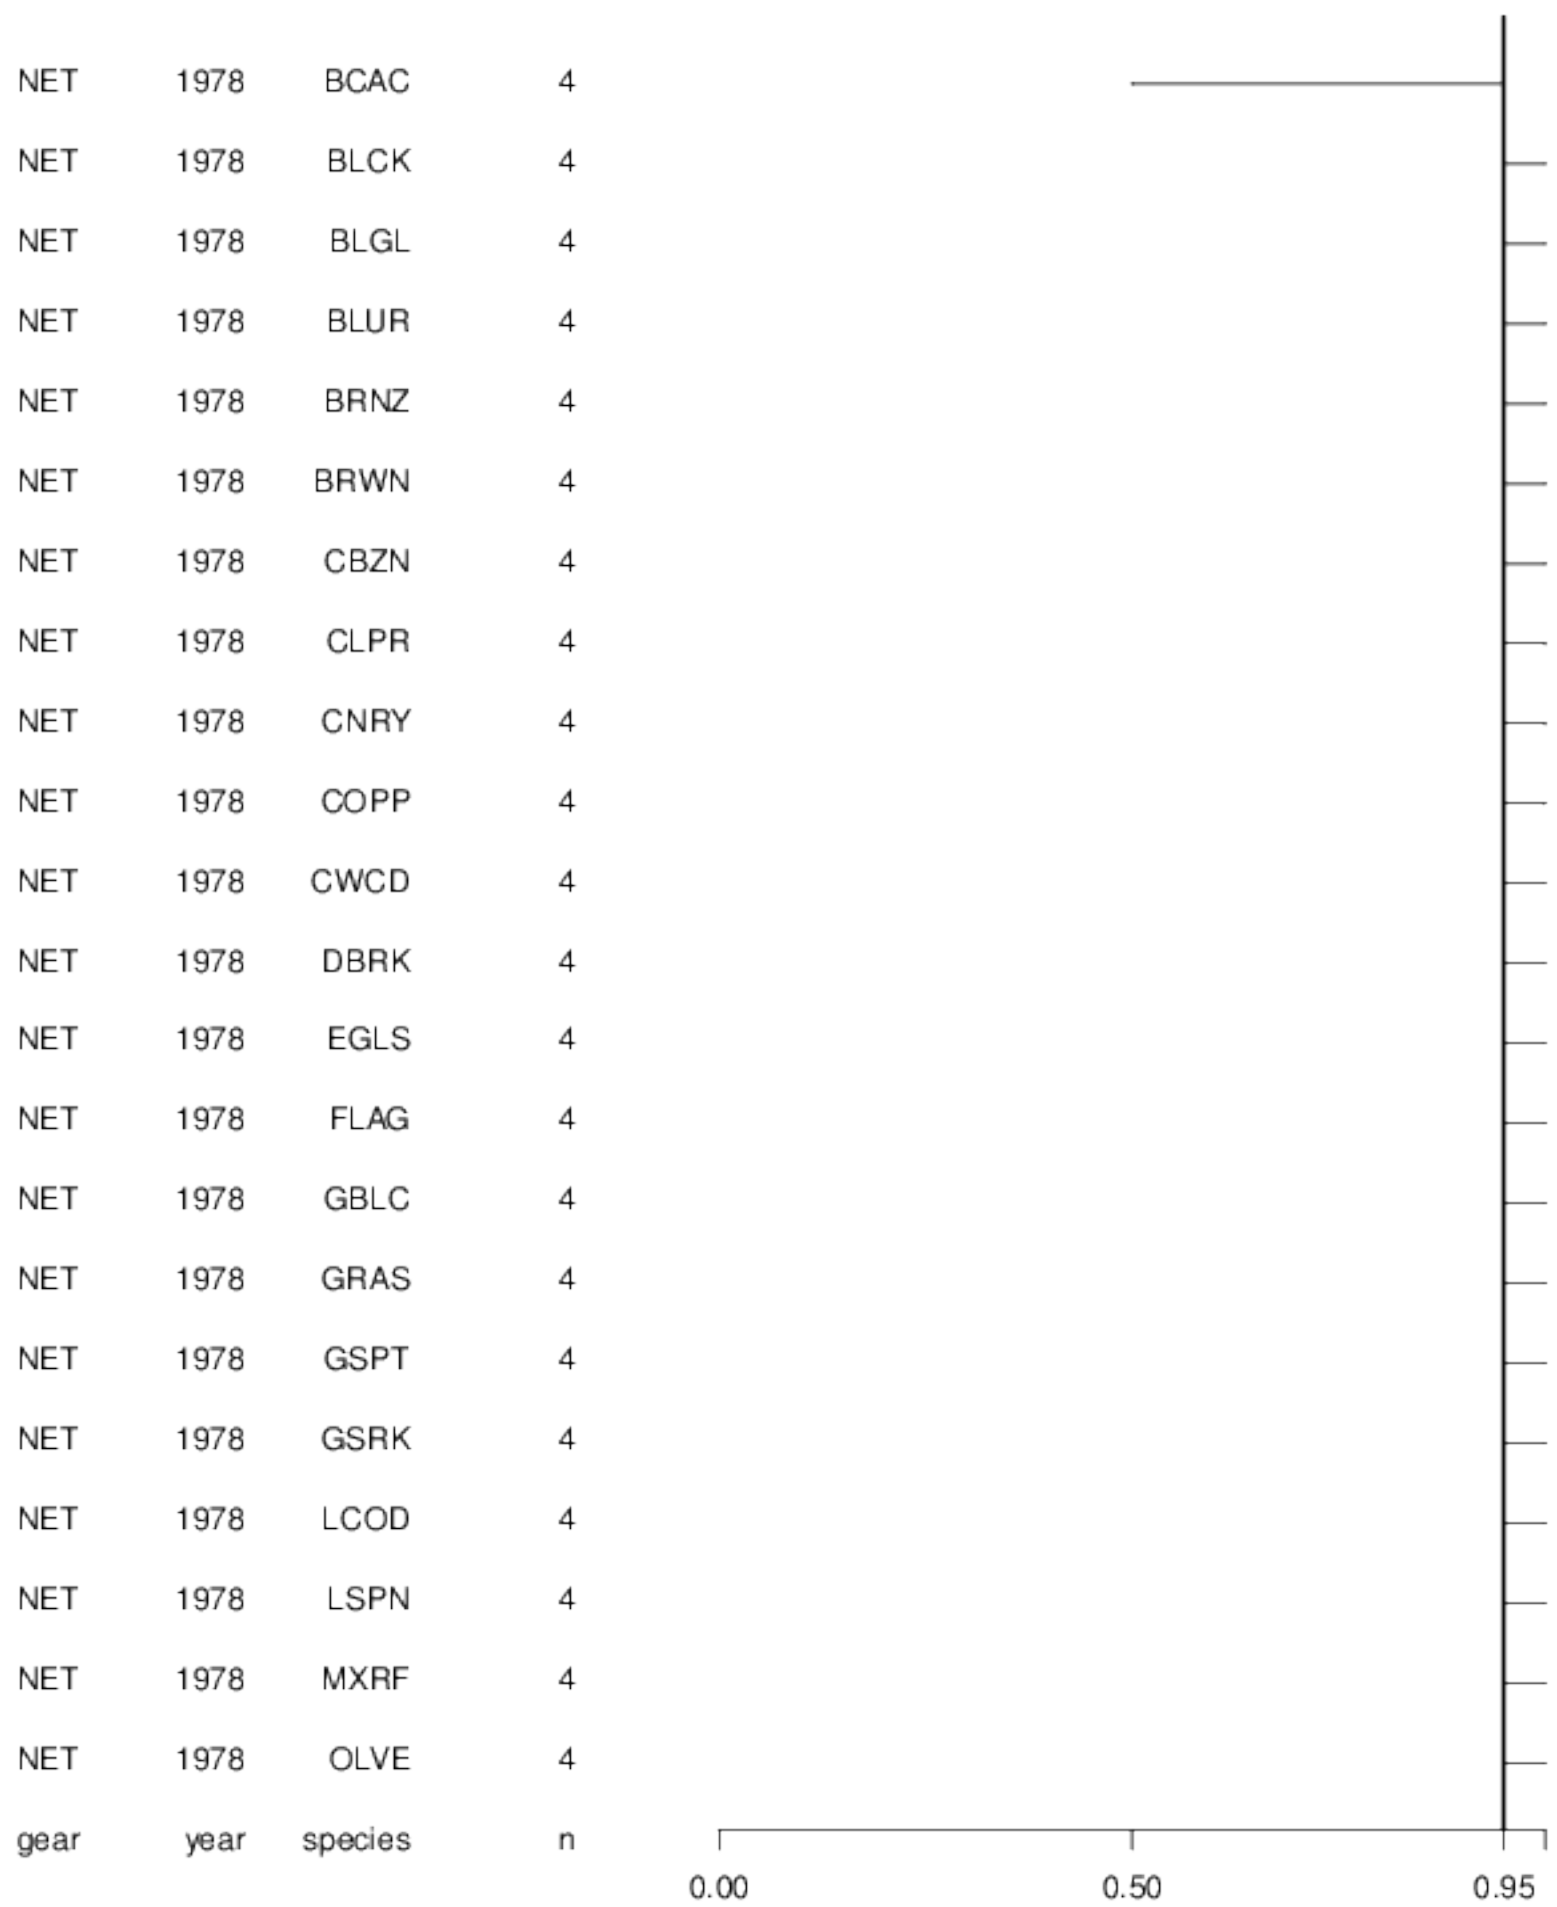 NET 1978 BCAC 4
NET 1978 BLCK 4
NET 1978 BLGL 4
NET 1978 BLUR 4
NET 1978 BRNZ 4
NET 1978 BRWN 4
NET 1978 CBZN 4
NET 1978 CLPR 4
NET 1978 CNRY 4
NET 1978 COPP 4
NET 1978 CWCD 4
NET 1978 DBRK 4
NET 1978 EGLS 4
NET 1978 FLAG 4
NET 1978 GBLC 4
NET 1978 GRAS 4
NET 1978 GSPT 4
NET 1978 GSRK 4
NET 1978 LCOD 4
NET 1978 LSPN 4
NET 1978 MXRF 4
NET 1978 OLVE 4
gear year species n
0.00 0.50 0.95